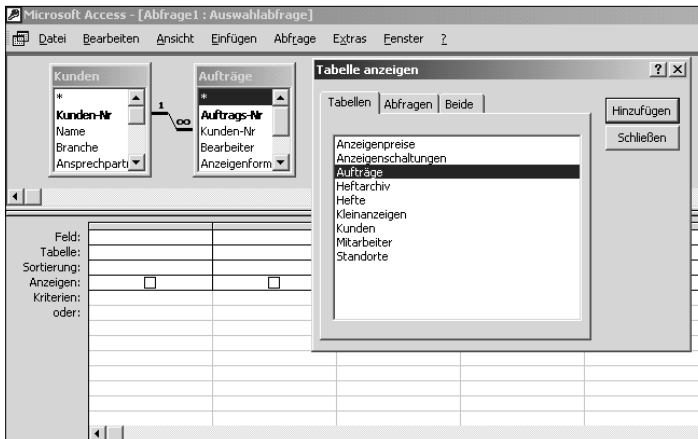 Microsoft Access - [Abfrage1 : Auswahlabfrage]
Datei Bearbeiten Ansicht Einfügen Abfrage Extras Fenster ?
Kunden
*
Kunden-Nr
Name
Branche
Ansprechpartı
1
∞
Aufträge
*
Auftrags-Nr
Kunden-Nr
Bearbeiter
Anzeigenform
Tabelle anzeigen
Tabellen Abfragen Beide
Anzeigenpreise
Anzeigenschaltungen
Aufträge
Heftarchiv
Hefte
Kleinanzeigen
Kunden
Mitarbeiter
Standorte
Hinzufügen
Schließen
Feld:
Tabelle:
Sortierung:
Anzeigen:
Kriterien:
oder: